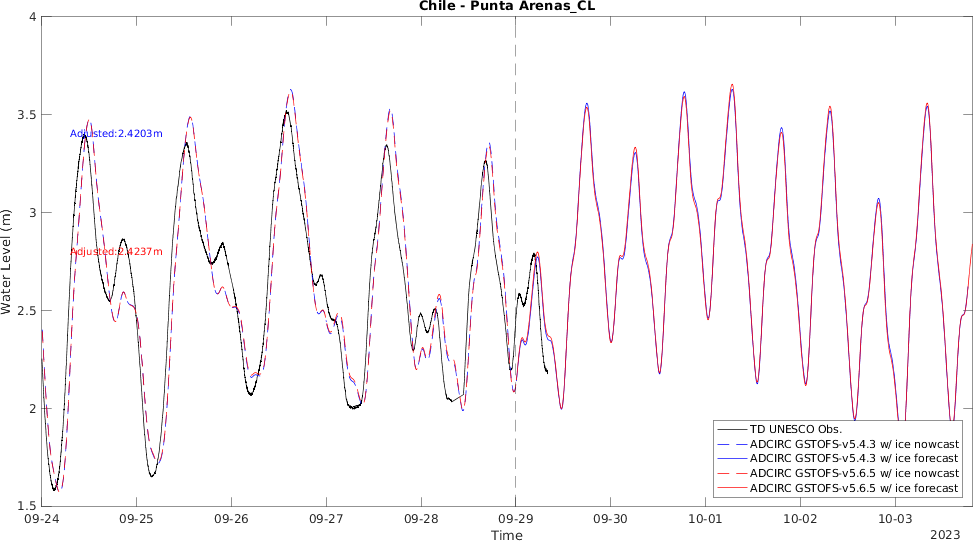 Chile - Punta Arenas_CL
4
3.5
3
2.5
2
1.5
Water Level (m)
Adjusted:2.4203m
Adjusted:2.4237m
TD UNESCO Obs.
ADCIRC GSTOFS-v5.4.3 w/ ice nowcast
ADCIRC GSTOFS-v5.4.3 w/ ice forecast
ADCIRC GSTOFS-v5.6.5 w/ ice nowcast
ADCIRC GSTOFS-v5.6.5 w/ ice forecast
09-24 09-25 09-26 09-27 09-28 09-29 09-30 10-01 10-02 10-03
Time
2023